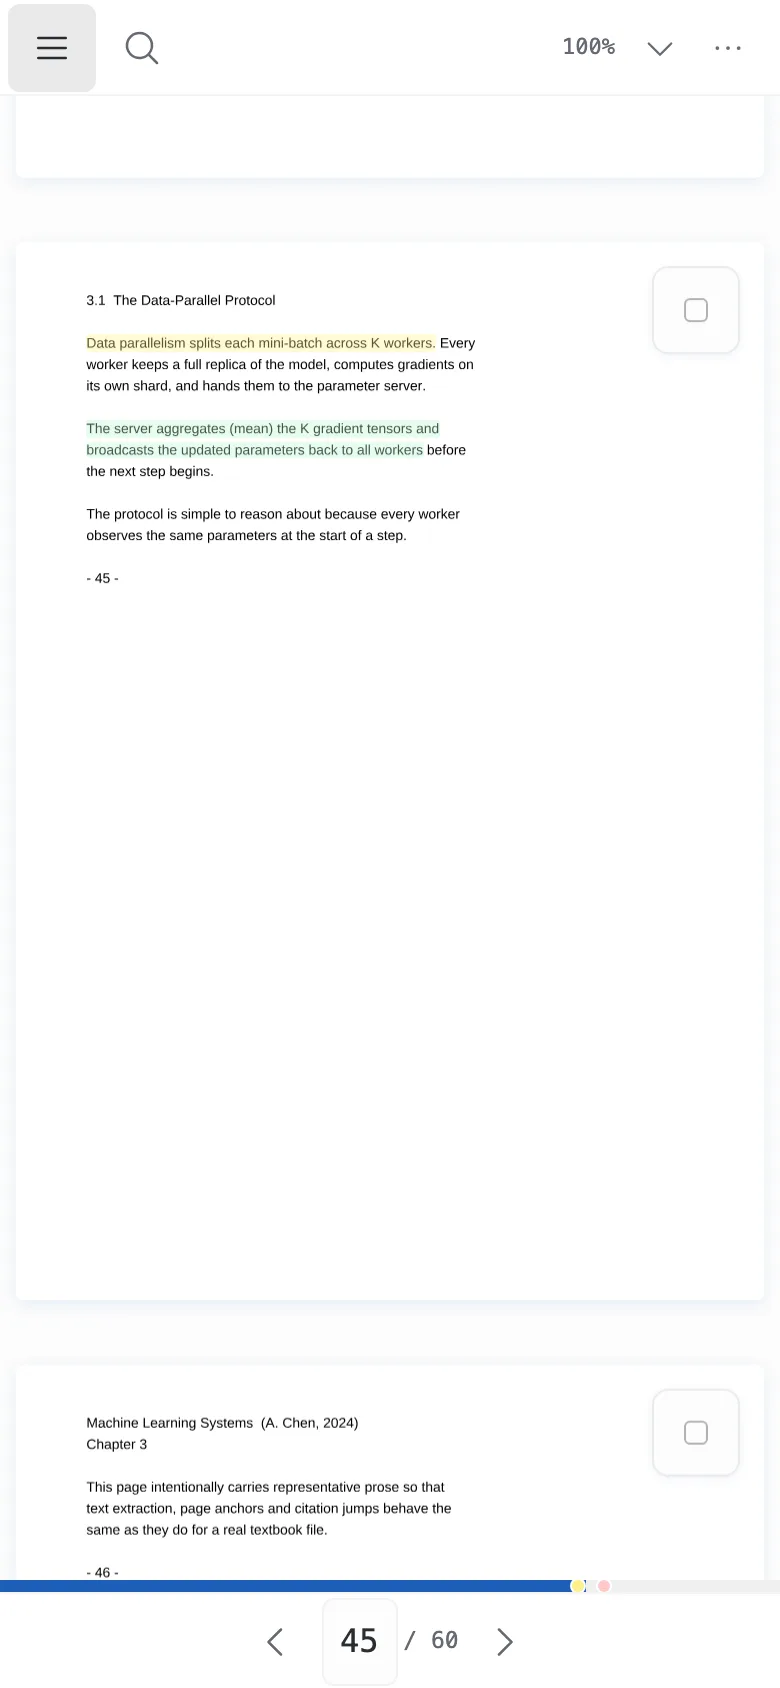 100%
3.1  The Data-Parallel Protocol
Data parallelism splits each mini-batch across K workers. Every
worker keeps a full replica of the model, computes gradients on
its own shard, and hands them to the parameter server.
The server aggregates (mean) the K gradient tensors and
broadcasts the updated parameters back to all workers before
the next step begins.
The protocol is simple to reason about because every worker
observes the same parameters at the start of a step.
- 45 -
Machine Learning Systems  (A. Chen, 2024)
Chapter 3
This page intentionally carries representative prose so that
text extraction, page anchors and citation jumps behave the
same as they do for a real textbook file.
- 46 -
45 / 60